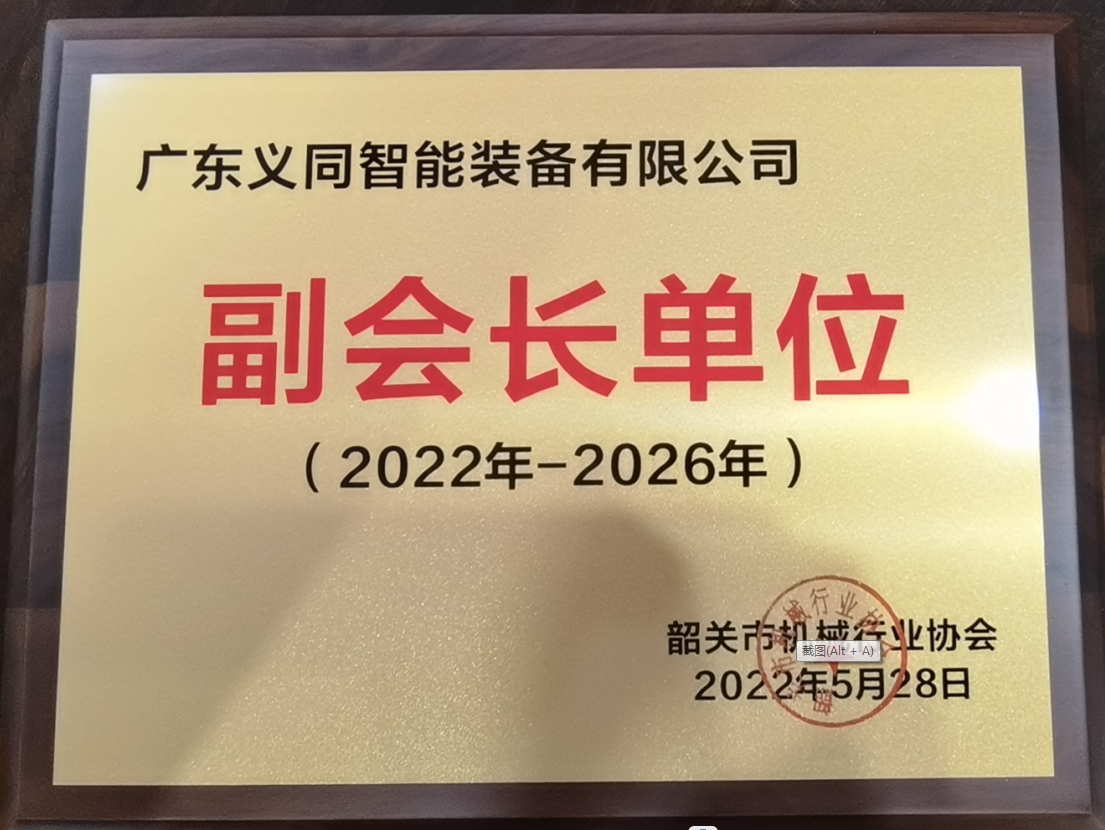 广东义同智能装备有限公司
副会长单位
（2022年-2026年）
韶关市机械行业协会
2022年5月28日
截图(Alt + A)